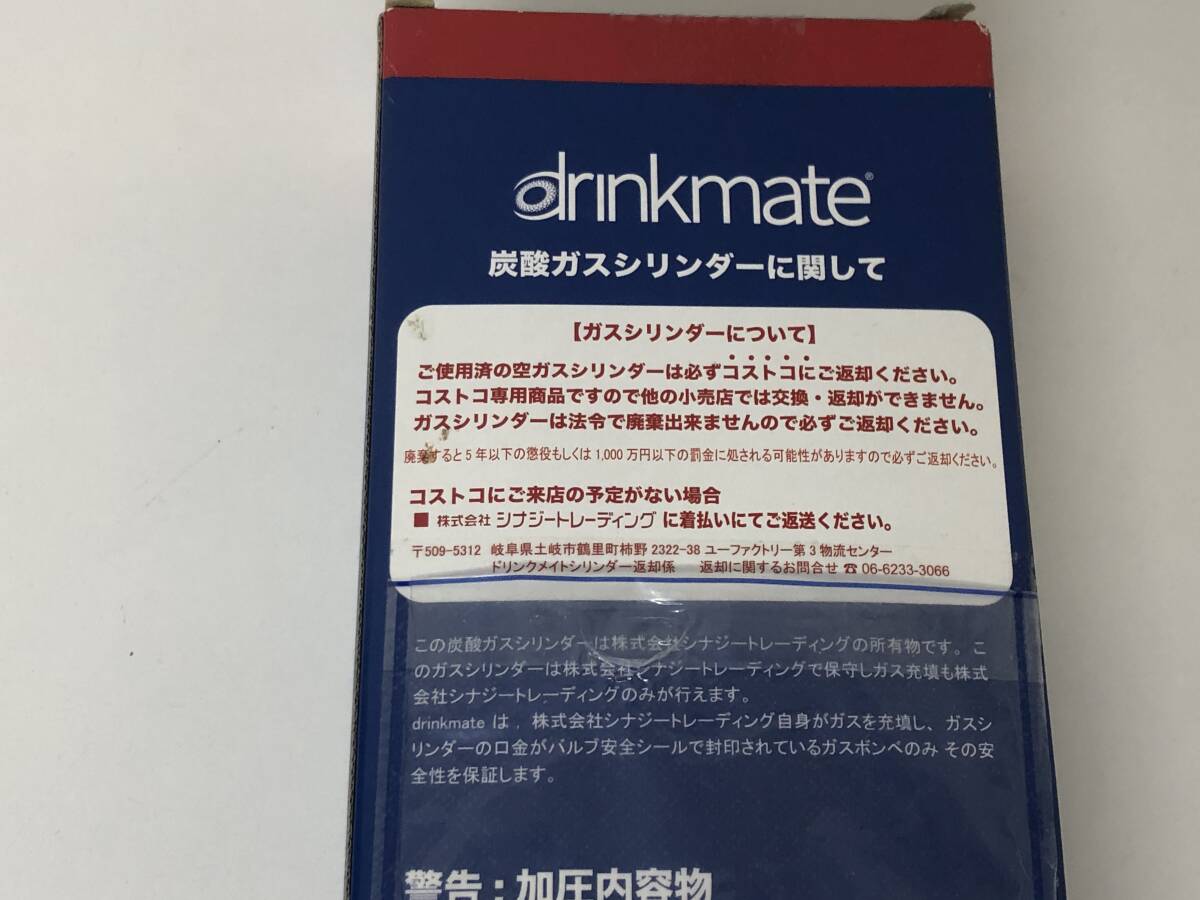 drinkmate®
炭酸ガスシリンダーに関して
【ガスシリンダーについて】
ご使用済の空ガスシリンダーは必ずコストコにご返却ください。
コストコ専用商品ですので他の小売店では交換・返却ができません。
ガスシリンダーは法令で廃棄出来ませんので必ずご返却ください。
廃棄すると5年以下の懲役もしくは1,000万円以下の罰金に処される可能性がありますので必ずご返却ください。
コストコにご来店の予定がない場合
■ 株式会社 シナジートレーディング に着払いにてご返送ください。
〒509-5312 岐阜県土岐市鶴里町柿野2322-38 ユーファクトリー第3物流センター
ドリンクメイトシリンダー返却係 返却に関するお問合せ ☎ 06-6233-3066
この炭酸ガスシリンダーは株式会社シナジートレーディングの所有物です。こ
のガスシリンダーは株式会社シナジートレーディングで保守しガス充填も株式
会社シナジートレーディングのみが行えます。
drinkmate は、株式会社シナジートレーディング自身がガスを充填し、ガスシ
リンダーの口金がバルブ安全シールで封印されているガスボンベのみ その安
全性を保証します。
警告：加圧内容物